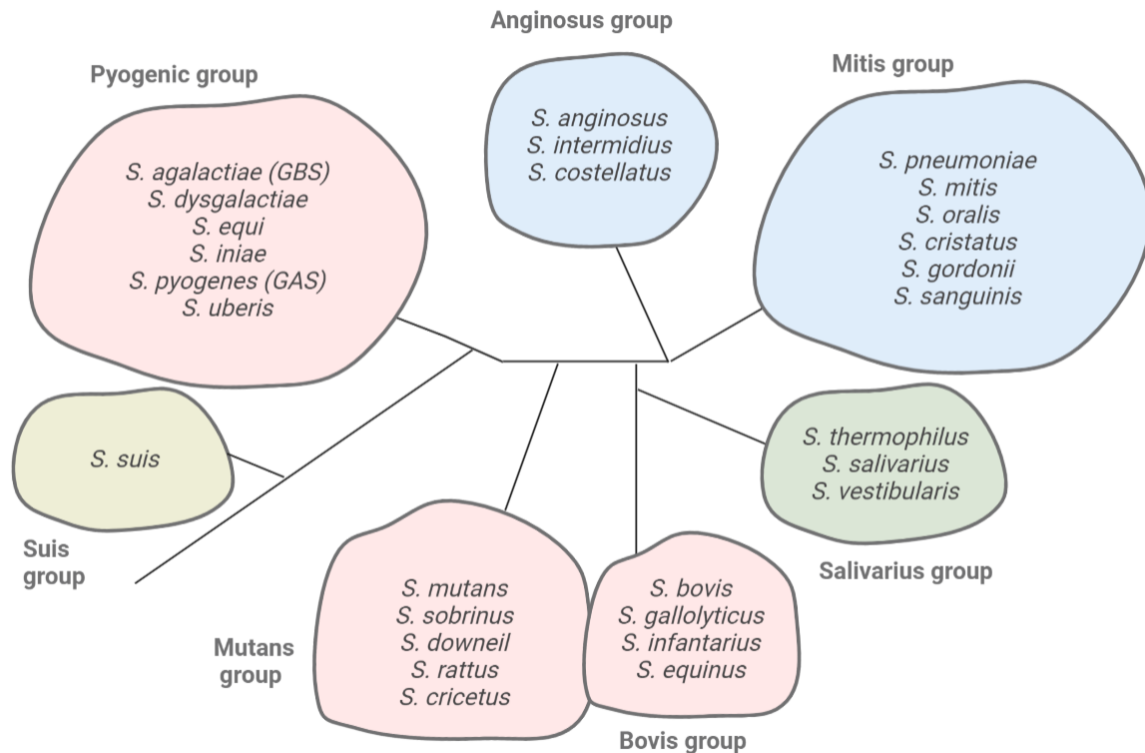 Anginosus group
S. anginosus
S. intermidius
S. costellatus
Pyogenic group
S. agalactiae (GBS)
S. dysgalactiae
S. equi
S. iniae
S. pyogenes (GAS)
S. uberis
Mitis group
S. pneumoniae
S. mitis
S. oralis
S. cristatus
S. gordonii
S. sanguinis
S. suis
Suis
group
S. thermophilus
S. salivarius
S. vestibularis
Salivarius group
Mutans
group
S. mutans
S. sobrinus
S. downeil
S. rattus
S. cricetus
S. bovis
S. gallolyticus
S. infantarius
S. equinus
Bovis group